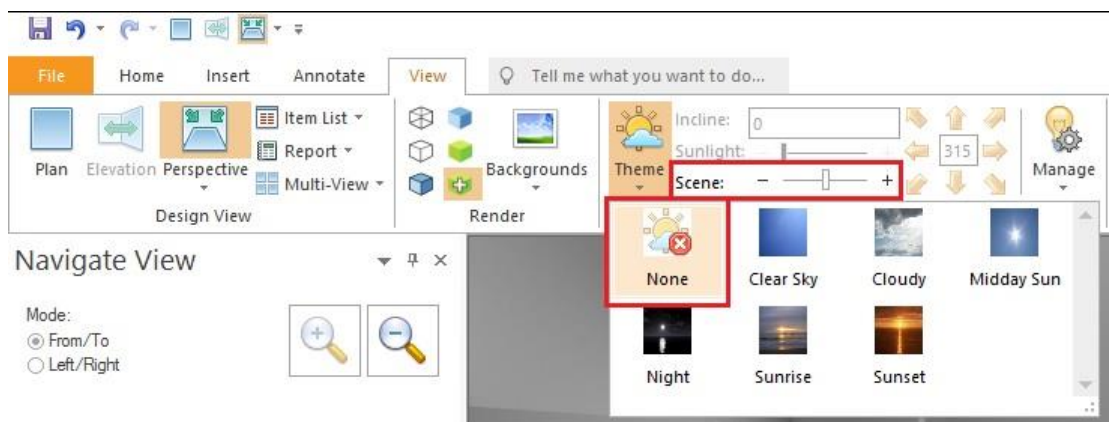 File Home Insert Annotate View Tell me what you want to do...
Plan Elevation Perspective
Item List
Report
Multi-View
Design View
Backgrounds
Render
Theme
Incline: 0
Sunlight: 315
Scene: - +
Manage
None Clear Sky Cloudy Midday Sun
Night Sunrise Sunset
Navigate View
Mode:
From/To
Left/Right